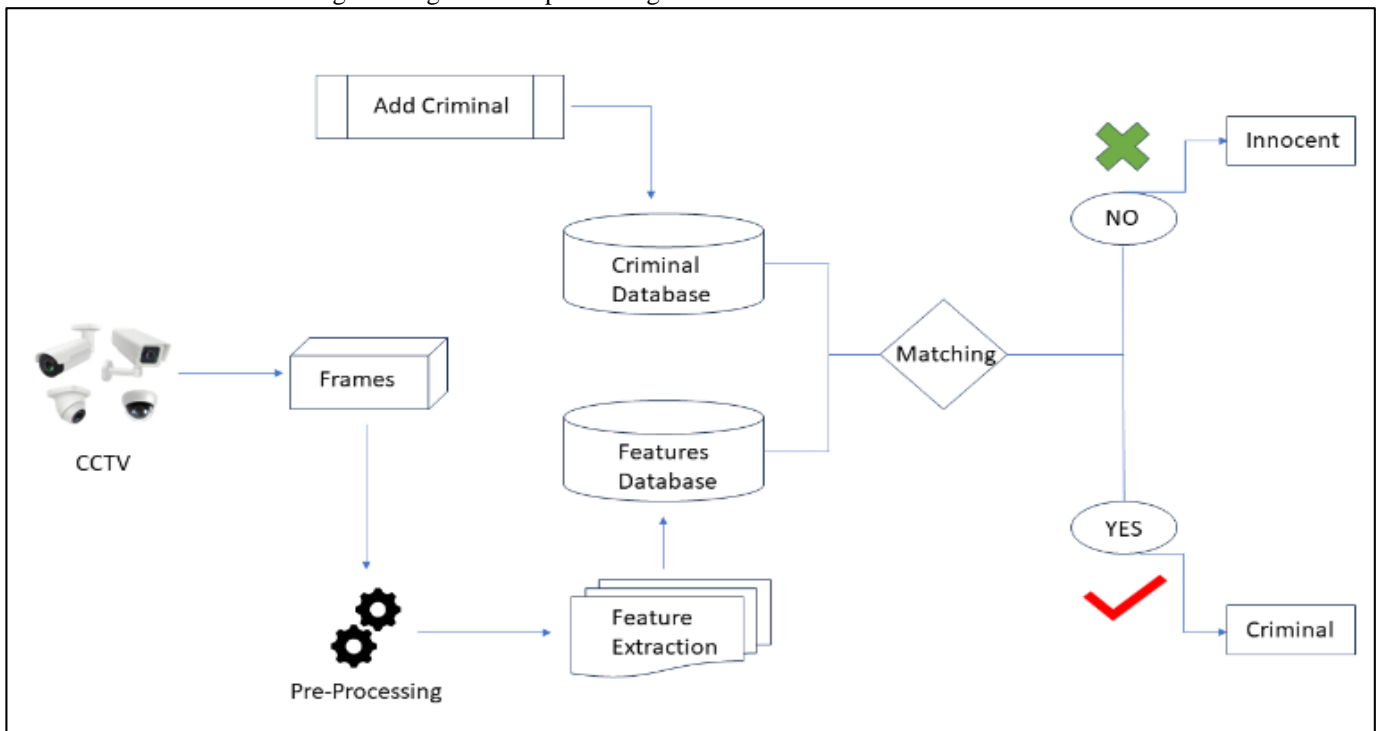 Add Criminal
Innocent
NO
Criminal
Database
Matching
Frames
CCTV
Features
Database
YES
Feature
Extraction
Criminal
Pre-Processing